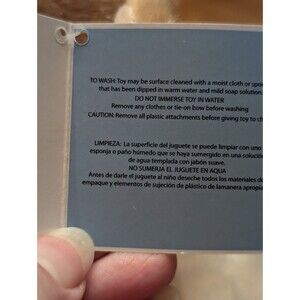 TO WASH: Toy may be surface cleaned with a moist cloth or spon
that has been dipped in warm water and mild soap solution.
DO NOT IMMERSE TOY IN WATER
Remove any clothes or tie-on bow before washing
CAUTION: Remove all plastic attachments before giving toy to ch
LIMPIEZA: La superficie del juguete se puede limpiar con uno
esponja o paño húmedo que se haya sumergido en una solució
de agua templada con jabón suave.
NO SUMERJA EL JUGUETE EN AQUA
Antes de darle el juguete al niño deseche todos los materiales d
empaque y elementos de sujeción de plástico de lamanera apropia